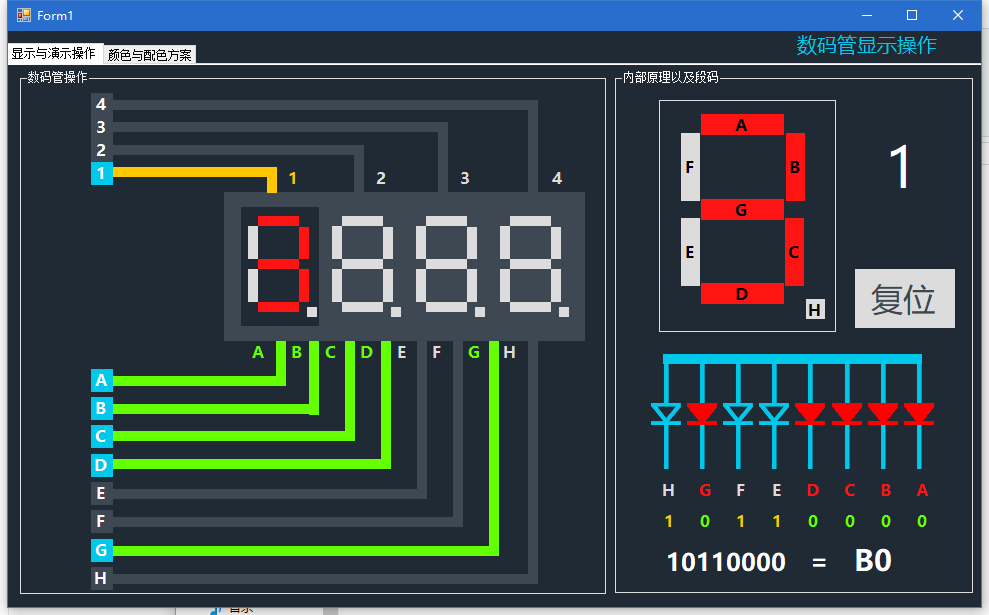 Form1
数码管显示操作
显示与演示操作 颜色与配色方案
数码管操作
4
3
2
1
1 2 3 4
A B C D E F G H
A
B
C
D
E
F
G
H
内部原理以及段码
A
F B
G
E C
D
H
1
复位
H G F E D C B A
1 0 1 1 0 0 0 0
10110000 = B0